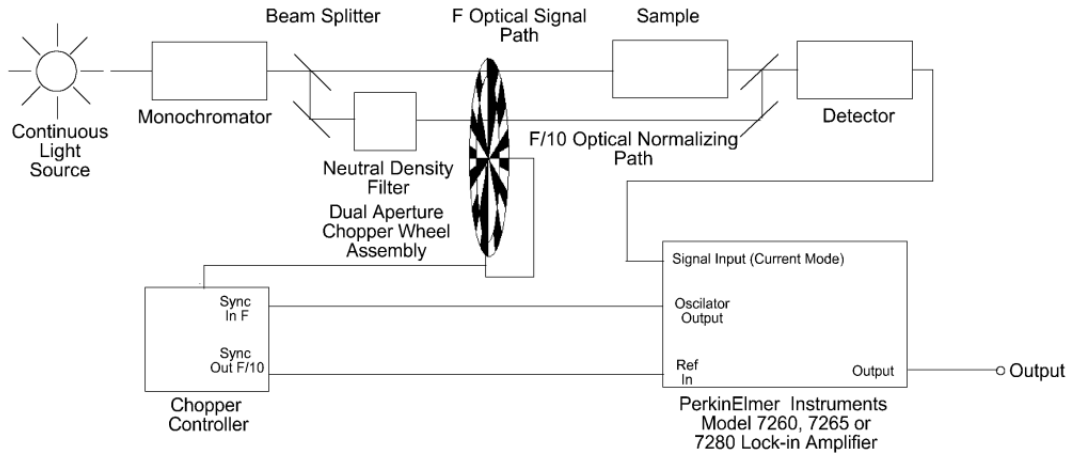 Beam Splitter
F Optical Signal
Path
Sample
Monochromator
Detector
Continuous
Light
Source
F/10 Optical Normalizing
Path
Neutral Density
Filter
Dual Aperture
Chopper Wheel
Assembly
Signal Input (Current Mode)
Sync
In F
Oscilator
Output
Sync
Out F/10
Ref
In
Output
Output
Chopper
Controller
PerkinElmer Instruments
Model 7260, 7265 or
7280 Lock-in Amplifier